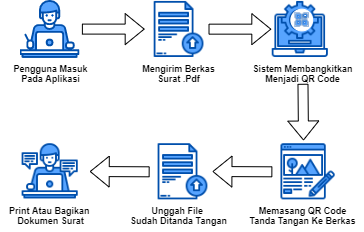 Pengguna Masuk
Pada Aplikasi
Mengirim Berkas
Surat .Pdf
Sistem Membangkitkan
Menjadi QR Code
Print Atau Bagikan
Dokumen Surat
Unggah File
Sudah Ditanda Tangan
Memasang QR Code
Tanda Tangan Ke Berkas